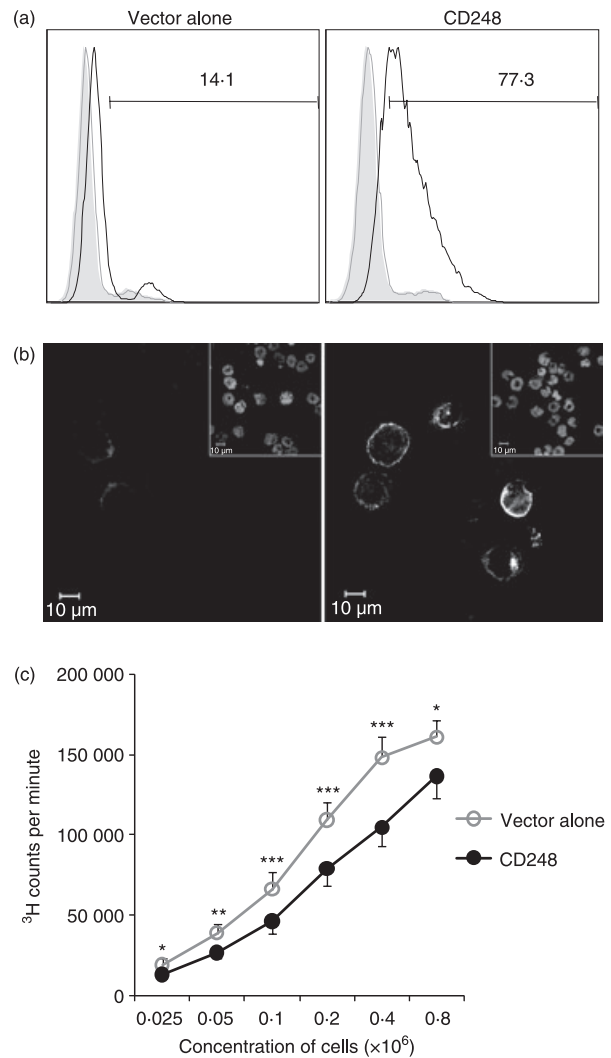 (a)
Vector alone
CD248
14·1
77·3
(b)
10 µm
10 µm
10 µm
10 µm
(c)
200 000
***
*
150 000
***
Vector alone
100 000
***
CD248
**
50 000
*
0
³H counts per minute
0·025 0·05 0·1 0·2 0·4 0·8
Concentration of cells (×10⁶)